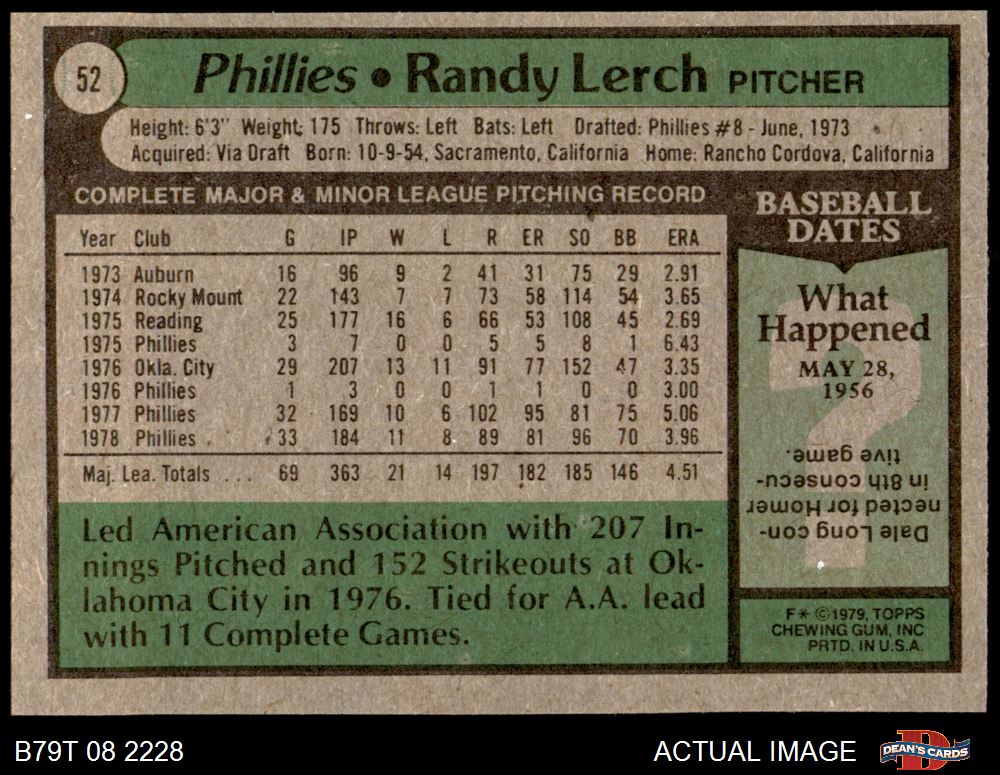 52
Phillies • Randy Lerch PITCHER
Height: 6'3" Weight: 175 Throws: Left Bats: Left Drafted: Phillies #8 - June, 1973
Acquired: Via Draft Born: 10-9-54, Sacramento, California Home: Rancho Cordova, California
COMPLETE MAJOR & MINOR LEAGUE PITCHING RECORD
Year Club G IP W L R ER SO BB ERA
1973 Auburn 16 96 9 2 41 31 75 29 2.91
1974 Rocky Mount 22 143 7 7 73 58 114 54 3.65
1975 Reading 25 177 16 6 66 53 108 45 2.69
1975 Phillies 3 7 0 0 5 5 8 1 6.43
1976 Okla. City 29 207 13 11 91 77 152 47 3.35
1976 Phillies 1 3 0 0 1 1 0 0 3.00
1977 Phillies 32 169 10 6 102 95 81 75 5.06
1978 Phillies 33 184 11 8 89 81 96 70 3.96
Maj. Lea. Totals . . . 69 363 21 14 197 182 185 146 4.51
Led American Association with 207 In-
nings Pitched and 152 Strikeouts at Ok-
lahoma City in 1976. Tied for A.A. lead
with 11 Complete Games.
BASEBALL
DATES
What
Happened
MAY 28,
1956
?
Dale Long con-
nected for Homer
in 8th consecu-
tive game.
F* ©1979, TOPPS
CHEWING GUM, INC
PRTD. IN U.S.A.
B79T 08 2228
ACTUAL IMAGE
D
DEAN'S CARDS